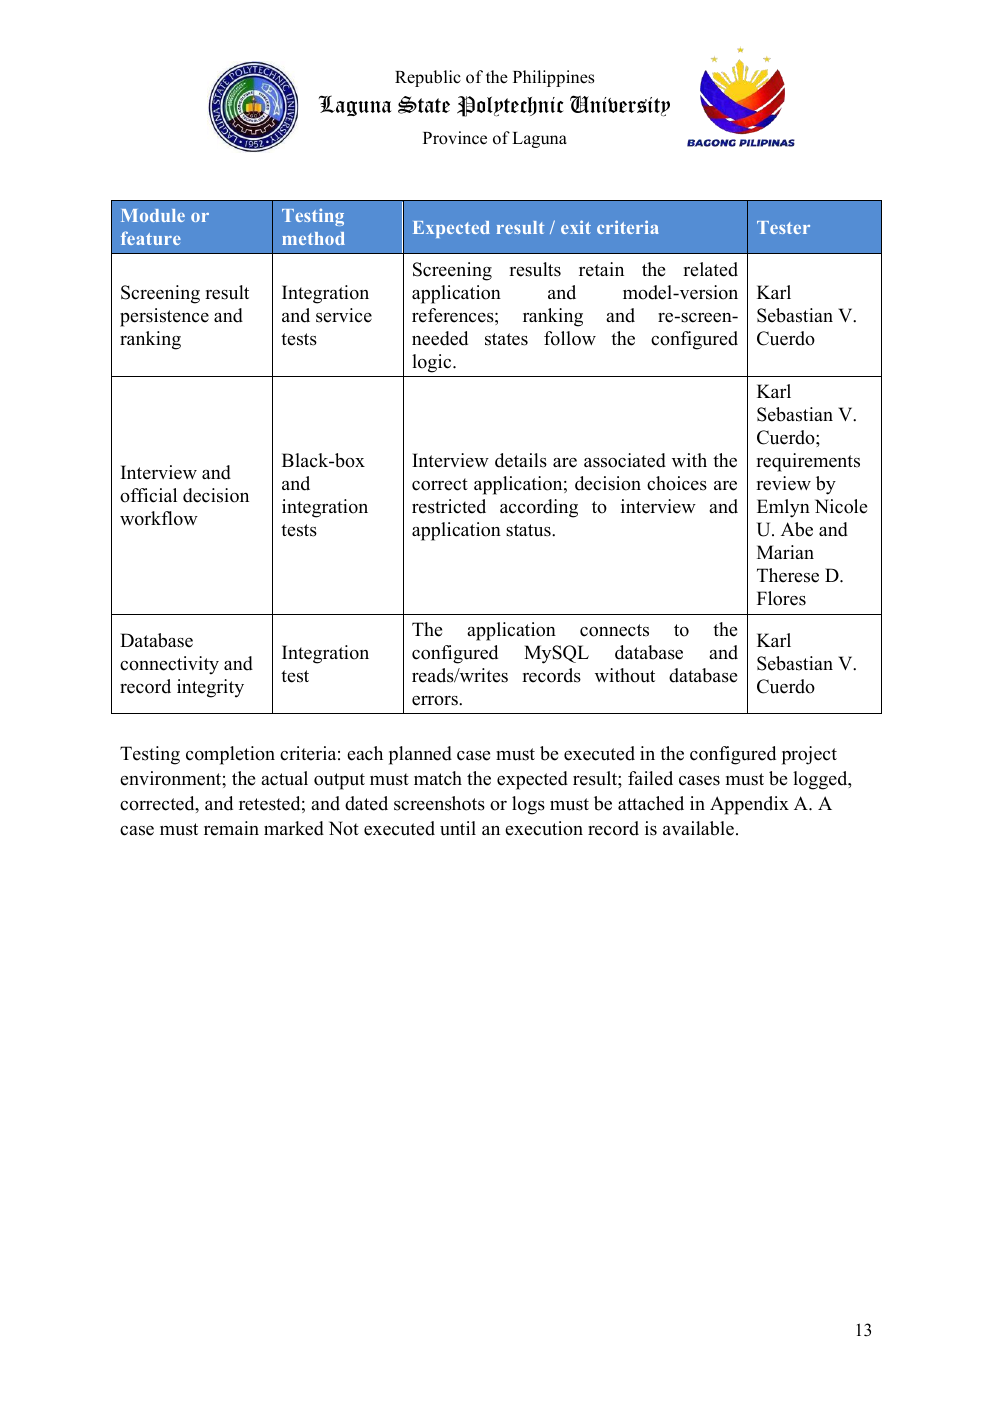 Republic of the Philippines
Laguna State Polytechnic University
Province of Laguna
LAGUNA STATE POLYTECHNIC UNIVERSITY
1952
BAGONG PILIPINAS
Module or
feature
Testing
method
Expected result / exit criteria
Tester
Screening result
persistence and
ranking
Integration
and service
tests
Screening results retain the related
application and model-version
references; ranking and re-screen-
needed states follow the configured
logic.
Karl
Sebastian V.
Cuerdo
Interview and
official decision
workflow
Black-box
and
integration
tests
Interview details are associated with the
correct application; decision choices are
restricted according to interview and
application status.
Karl
Sebastian V.
Cuerdo;
requirements
review by
Emlyn Nicole
U. Abe and
Marian
Therese D.
Flores
Database
connectivity and
record integrity
Integration
test
The application connects to the
configured MySQL database and
reads/writes records without database
errors.
Karl
Sebastian V.
Cuerdo
Testing completion criteria: each planned case must be executed in the configured project
environment; the actual output must match the expected result; failed cases must be logged,
corrected, and retested; and dated screenshots or logs must be attached in Appendix A. A
case must remain marked Not executed until an execution record is available.
13